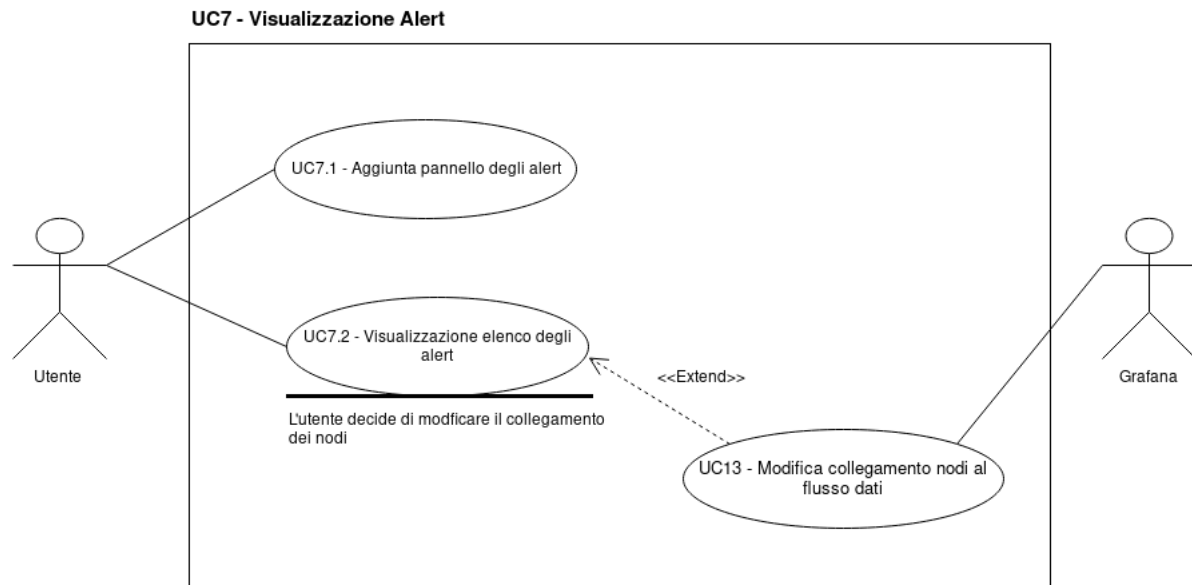 UC7 - Visualizzazione Alert
UC7.1 - Aggiunta pannello degli alert
UC7.2 - Visualizzazione elenco degli
alert
Utente
<<Extend>>
Grafana
L'utente decide di modficare il collegamento
dei nodi
UC13 - Modifica collegamento nodi al
flusso dati